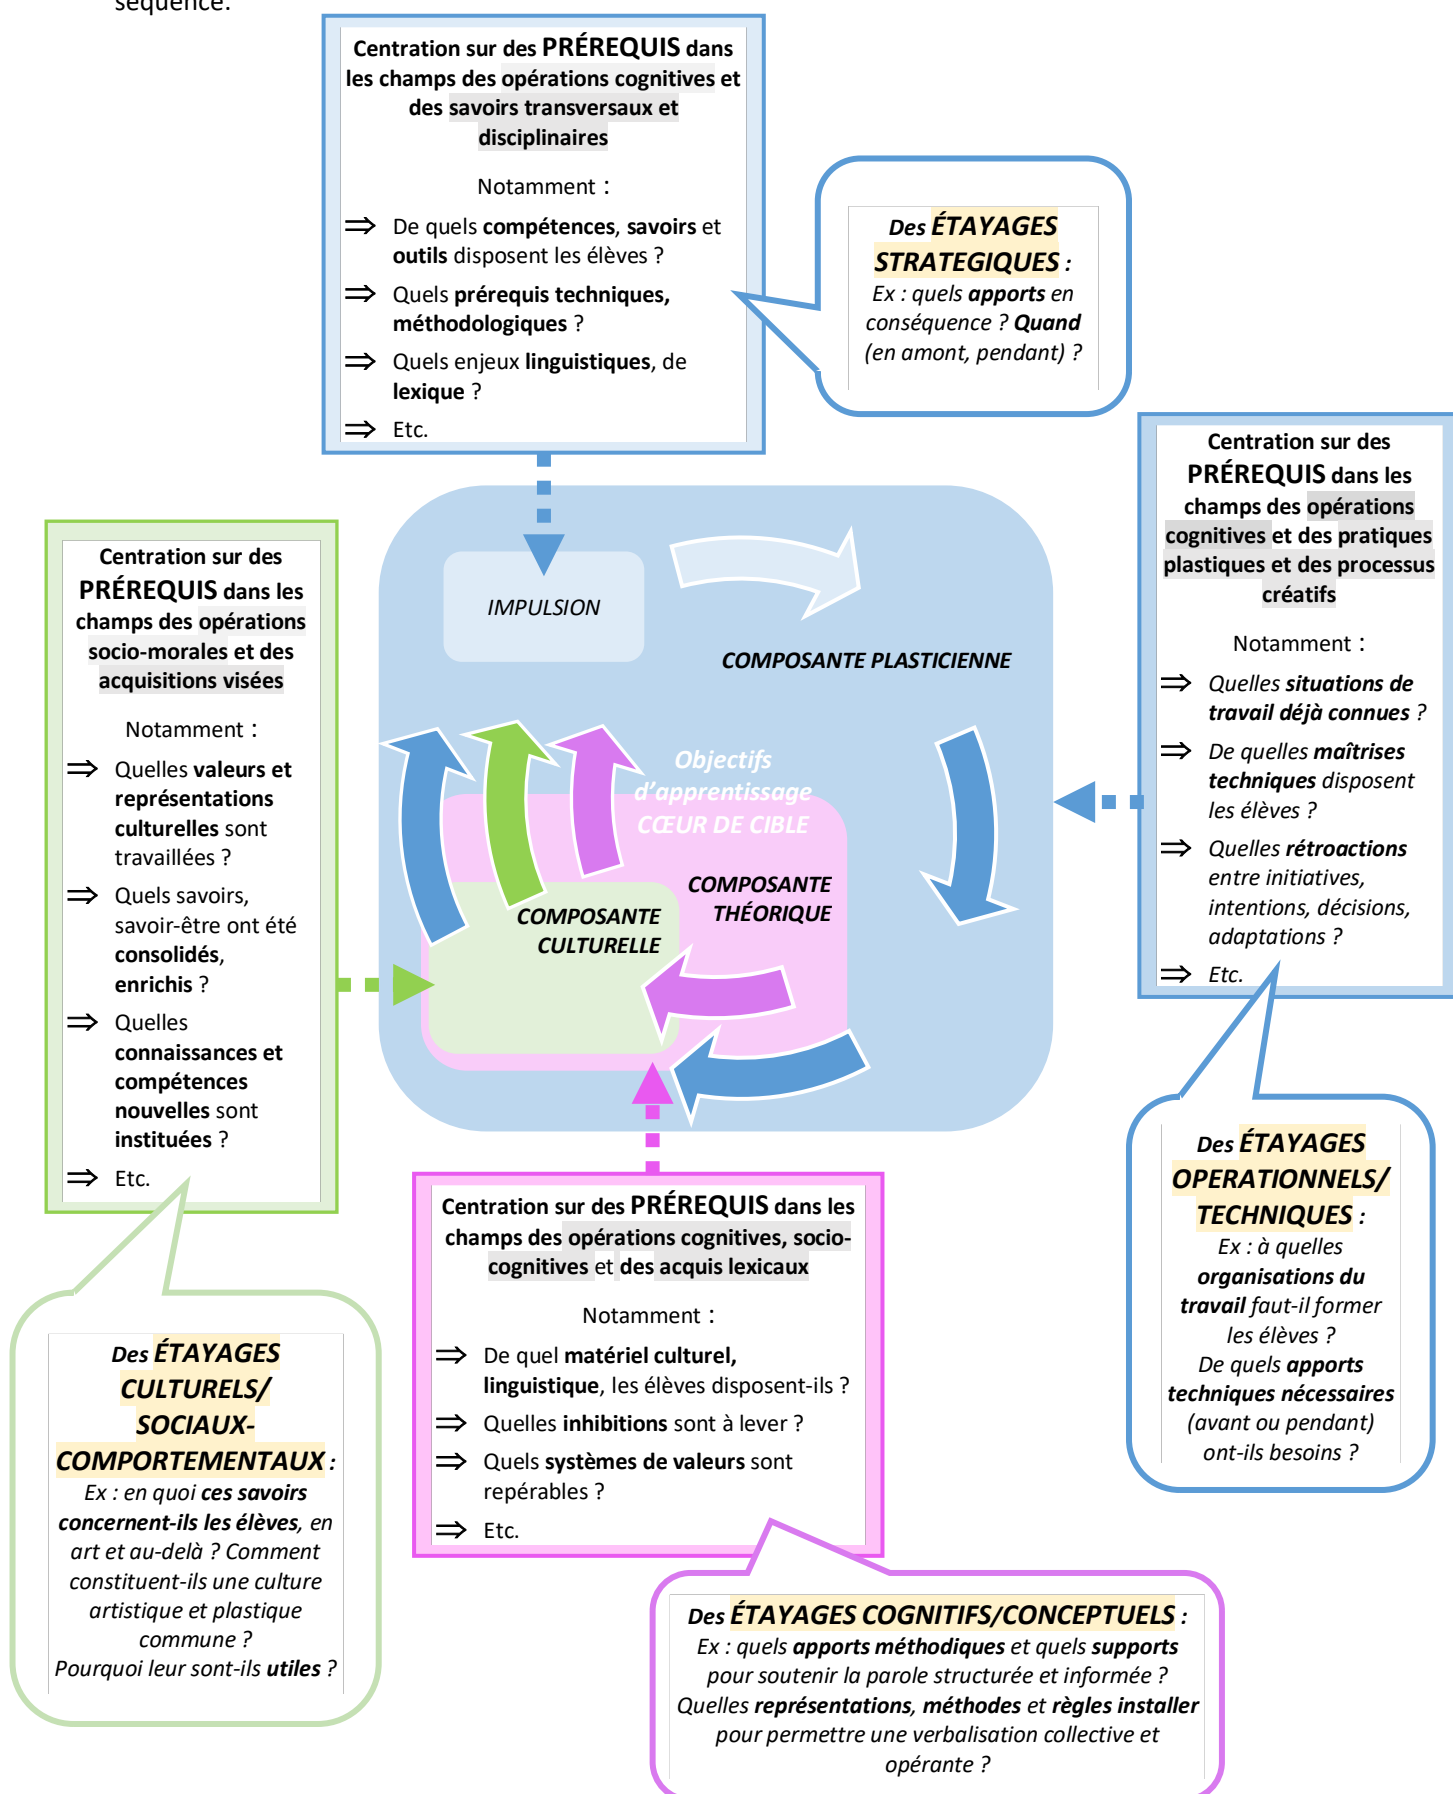 séquence.
Centration sur des PRÉREQUIS dans
les champs des opérations cognitives et
des savoirs transversaux et
disciplinaires
Notamment :
⇒ De quels compétences, savoirs et
outils disposent les élèves ?
⇒ Quels prérequis techniques,
méthodologiques ?
⇒ Quels enjeux linguistiques, de
lexique ?
⇒ Etc.
Des ÉTAYAGES
STRATEGIQUES :
Ex : quels apports en
conséquence ? Quand
(en amont, pendant) ?
Centration sur des
PRÉREQUIS dans les
champs des opérations
cognitives et des pratiques
plastiques et des processus
créatifs
Notamment :
⇒ Quelles situations de
travail déjà connues ?
⇒ De quelles maîtrises
techniques disposent
les élèves ?
⇒ Quelles rétroactions
entre initiatives,
intentions, décisions,
adaptations ?
⇒ Etc.
Centration sur des
PRÉREQUIS dans les
champs des opérations
socio-morales et des
acquisitions visées
Notamment :
⇒ Quelles valeurs et
représentations
culturelles sont
travaillées ?
⇒ Quels savoirs,
savoir-être ont été
consolidés,
enrichis ?
⇒ Quelles
connaissances et
compétences
nouvelles sont
instituées ?
⇒ Etc.
IMPULSION
COMPOSANTE PLASTICIENNE
Objectifs
d'apprentissage
CŒUR DE CIBLE
COMPOSANTE
THÉORIQUE
COMPOSANTE
CULTURELLE
Des ÉTAYAGES
OPERATIONNELS/
TECHNIQUES :
Ex : à quelles
organisations du
travail faut-il former
les élèves ?
De quels apports
techniques nécessaires
(avant ou pendant)
ont-ils besoins ?
Centration sur des PRÉREQUIS dans les
champs des opérations cognitives, socio-
cognitives et des acquis lexicaux
Notamment :
⇒ De quel matériel culturel,
linguistique, les élèves disposent-ils ?
⇒ Quelles inhibitions sont à lever ?
⇒ Quels systèmes de valeurs sont
repérables ?
⇒ Etc.
Des ÉTAYAGES
CULTURELS/
SOCIAUX-
COMPORTEMENTAUX :
Ex : en quoi ces savoirs
concernent-ils les élèves, en
art et au-delà ? Comment
constituent-ils une culture
artistique et plastique
commune ?
Pourquoi leur sont-ils utiles ?
Des ÉTAYAGES COGNITIFS/CONCEPTUELS :
Ex : quels apports méthodiques et quels supports
pour soutenir la parole structurée et informée ?
Quelles représentations, méthodes et règles installer
pour permettre une verbalisation collective et
opérante ?